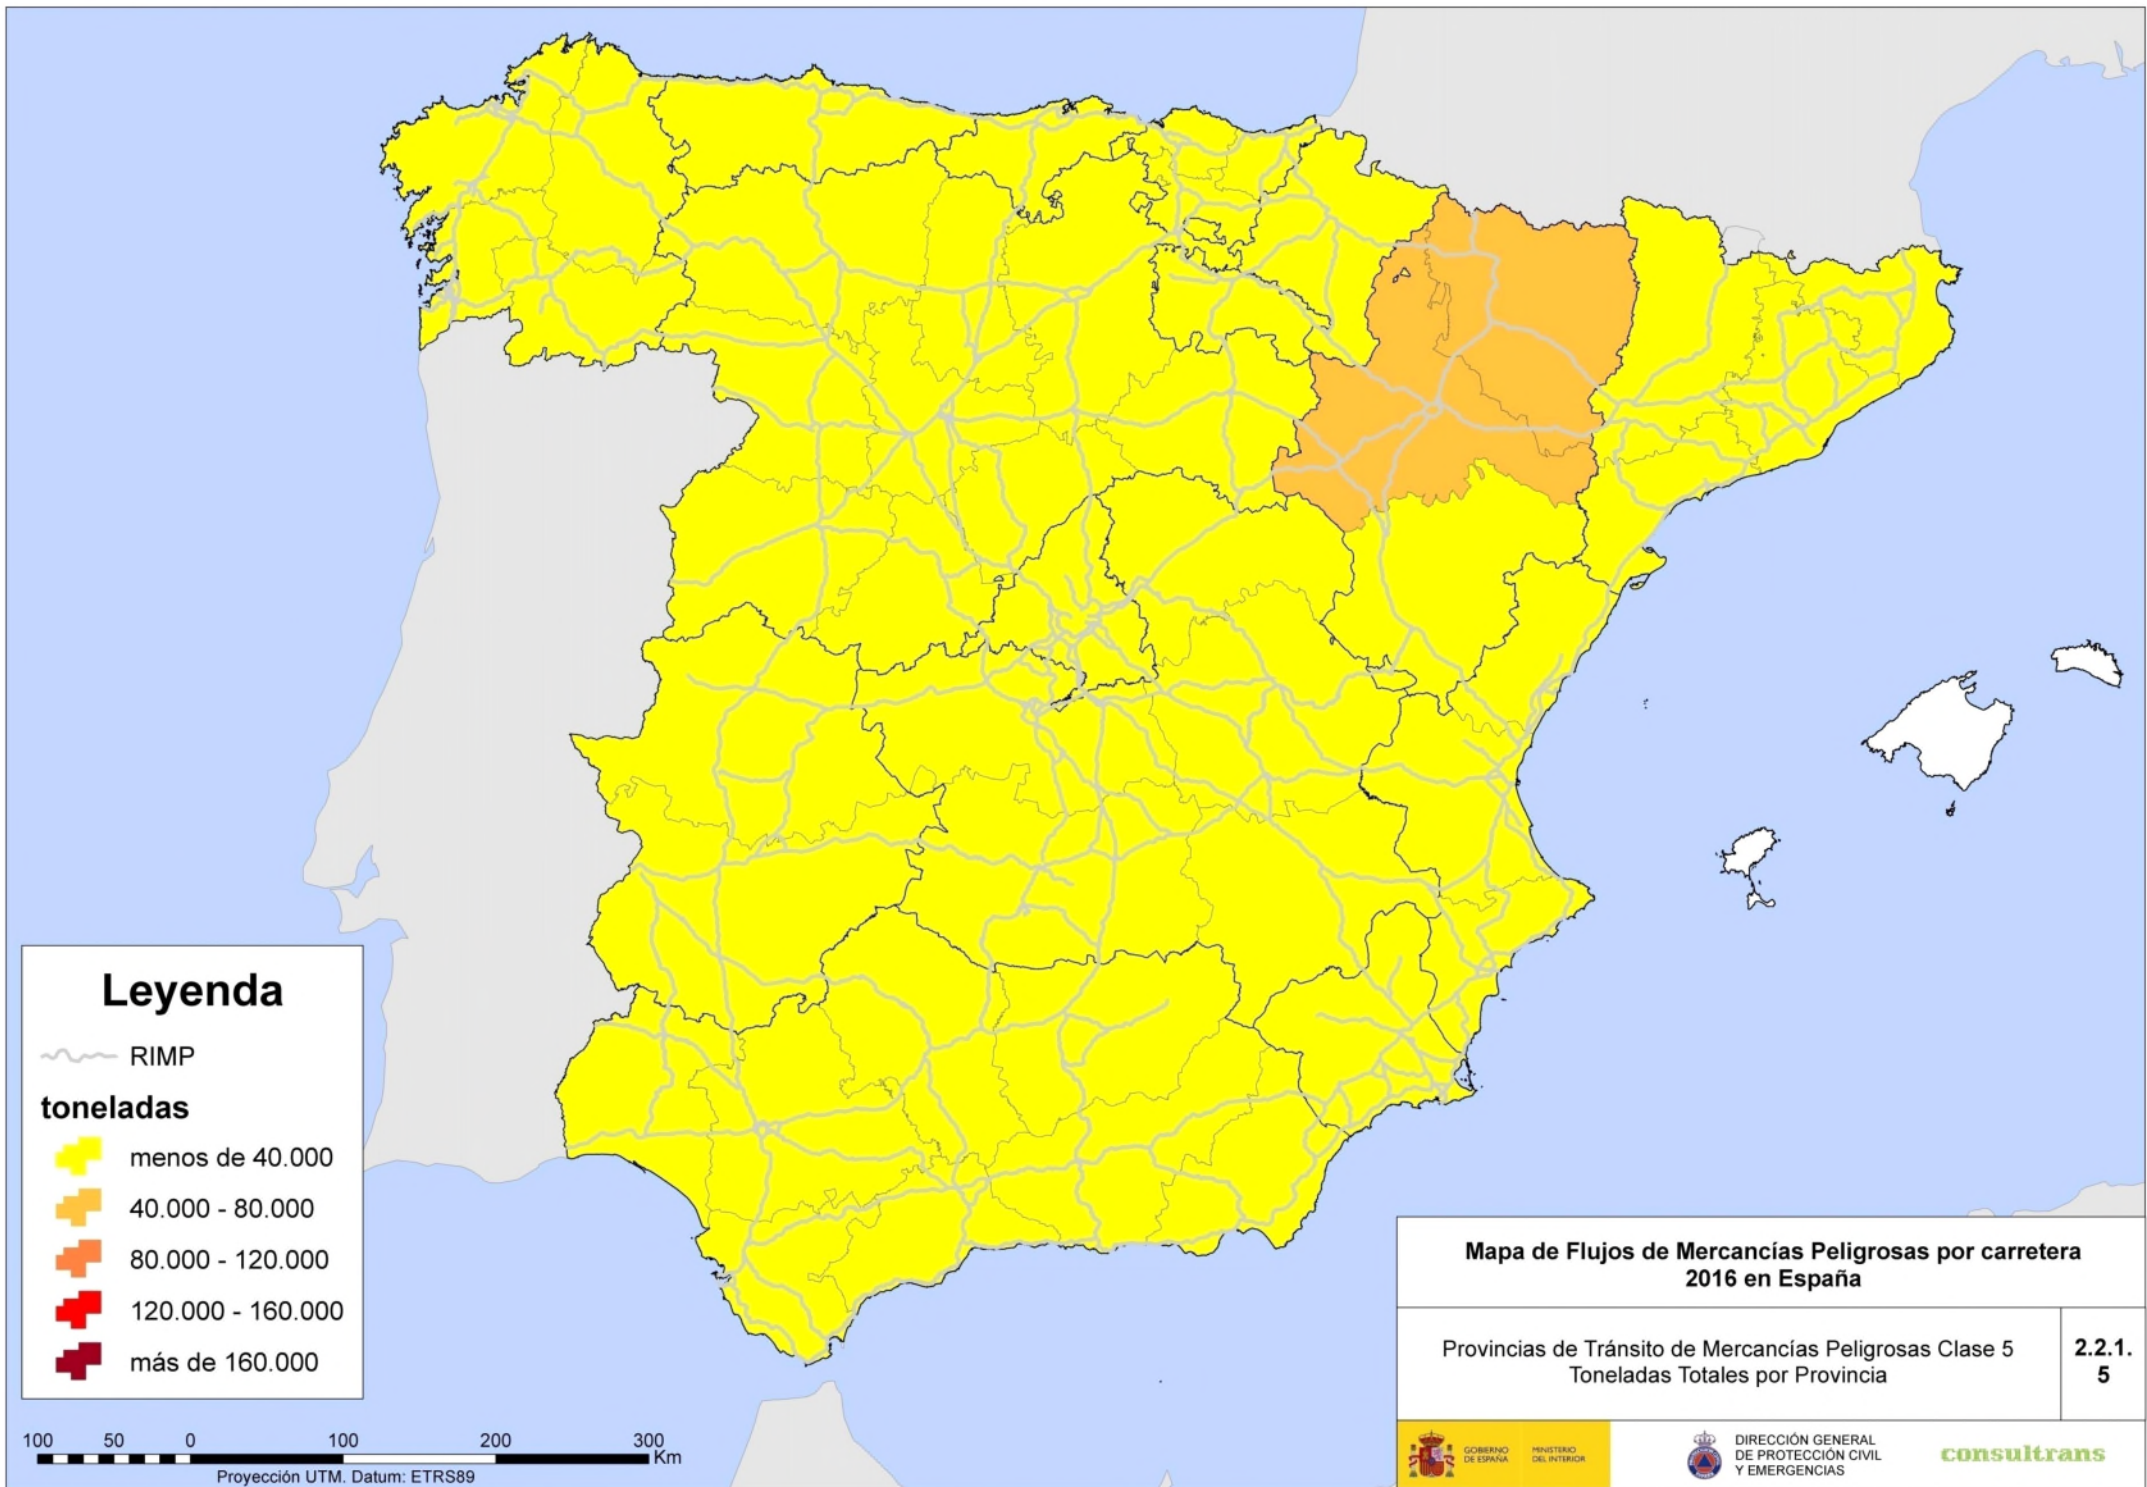 Leyenda
RIMP
toneladas
menos de 40.000
40.000 - 80.000
80.000 - 120.000
120.000 - 160.000
más de 160.000
100 50 0 100 200 300
Km
Proyección UTM. Datum: ETRS89
Mapa de Flujos de Mercancías Peligrosas por carretera
2016 en España
Provincias de Tránsito de Mercancías Peligrosas Clase 5
Toneladas Totales por Provincia
2.2.1.
5
GOBIERNO
DE ESPAÑA
MINISTERIO
DEL INTERIOR
DIRECCIÓN GENERAL
DE PROTECCIÓN CIVIL
Y EMERGENCIAS
consultrans